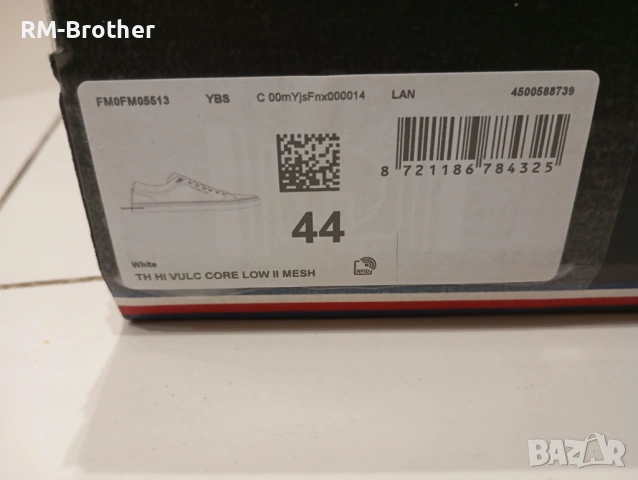 RM-Brother
FM0FM05513 YBS C 00mYjsFnx000014 LAN 4500588739
8 721186 784325
44
White
TH HI VULC CORE LOW II MESH
RFID
BAZAR